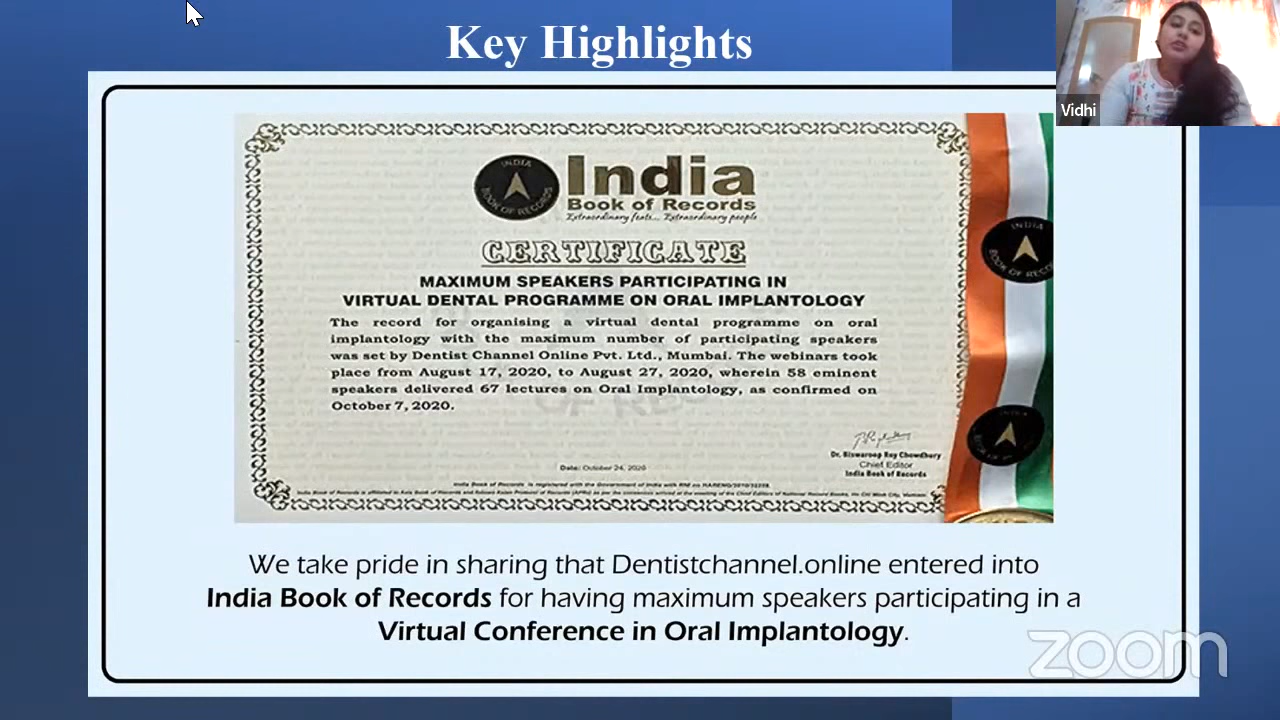 Key Highlights
Vidhi
INDIA
BOOK OF RECORDS
India
Book of Records
Extraordinary feats... Extraordinary people
CERTIFICATE
MAXIMUM SPEAKERS PARTICIPATING IN
VIRTUAL DENTAL PROGRAMME ON ORAL IMPLANTOLOGY
The record for organising a virtual dental programme on oral
implantology with the maximum number of participating speakers
was set by Dentist Channel Online Pvt. Ltd., Mumbai. The webinars took
place from August 17, 2020, to August 27, 2020, wherein 58 eminent
speakers delivered 67 lectures on Oral Implantology, as confirmed on
October 7, 2020.
Dr. Biswaroop Roy Chowdhury
Chief Editor
India Book of Records
Date: October 24, 2020
INDIA
We take pride in sharing that Dentistchannel.online entered into
India Book of Records for having maximum speakers participating in a
Virtual Conference in Oral Implantology.
zoom